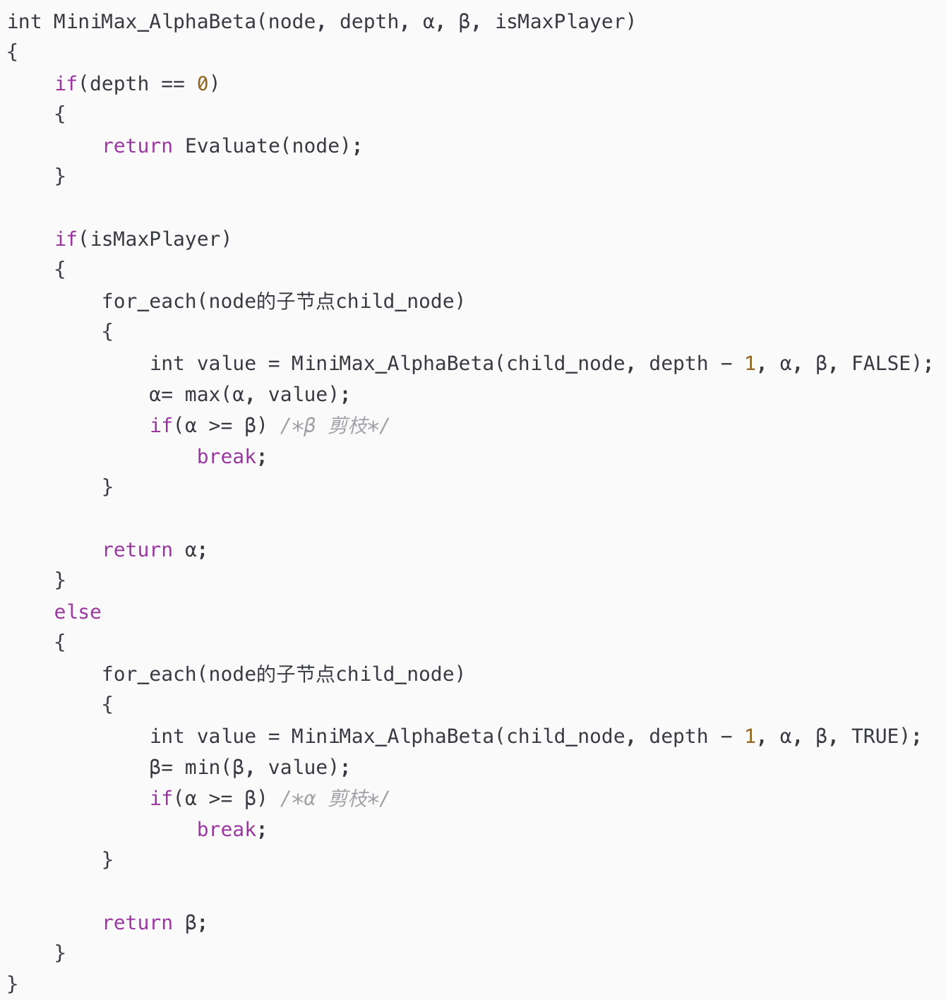 int MiniMax_AlphaBeta(node, depth, α, β, isMaxPlayer)
{
    if(depth == 0)
    {
        return Evaluate(node);
    }

    if(isMaxPlayer)
    {
        for_each(node的子节点child_node)
        {
            int value = MiniMax_AlphaBeta(child_node, depth - 1, α, β, FALSE);
            α= max(α, value);
            if(α >= β) /*β 剪枝*/
                break;
        }

        return α;
    }
    else
    {
        for_each(node的子节点child_node)
        {
            int value = MiniMax_AlphaBeta(child_node, depth - 1, α, β, TRUE);
            β= min(β, value);
            if(α >= β) /*α 剪枝*/
                break;
        }

        return β;
    }
}